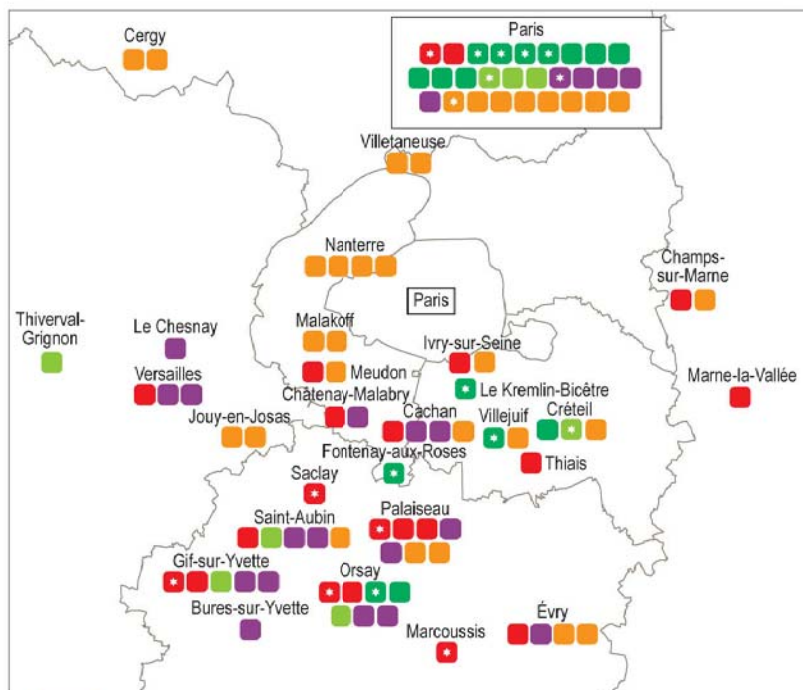 Cergy
Paris
Villetaneuse
Nanterre
Champs-
sur-Marne
Paris
Thiverval-
Grignon
Le Chesnay
Malakoff
Ivry-sur-Seine
Versailles
Meudon
Marne-la-Vallée
Le Kremlin-Bicètre
Châtenay-Malabry
Cachan
Villejuif
Créteil
Jouy-en-Josas
Fontenay-aux-Roses
Thiais
Saclay
Saint-Aubin
Palaiseau
Gif-sur-Yvette
Orsay
Bures-sur-Yvette
Marcoussis
Évry